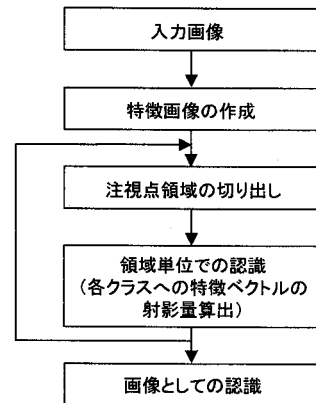 入力画像
特徴画像の作成
注視点領域の切り出し
領域単位での認識
(各クラスへの特徴ベクトルの
射影量算出)
画像としての認識